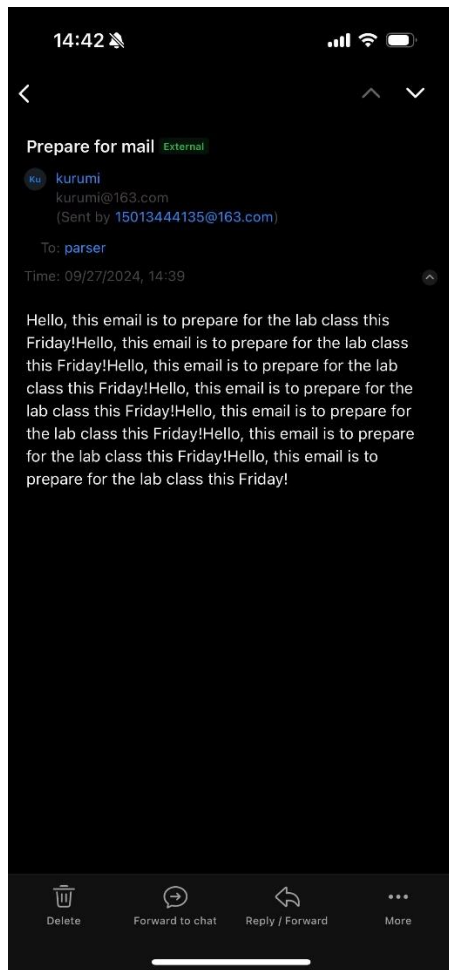 14:42
Prepare for mail External
Ku kurumi
kurumi@163.com
(Sent by 15013444135@163.com)
To: parser
Time: 09/27/2024, 14:39
Hello, this email is to prepare for the lab class this
Friday!Hello, this email is to prepare for the lab class
this Friday!Hello, this email is to prepare for the lab
class this Friday!Hello, this email is to prepare for the
lab class this Friday!Hello, this email is to prepare for
the lab class this Friday!Hello, this email is to prepare
for the lab class this Friday!Hello, this email is to
prepare for the lab class this Friday!
Delete Forward to chat Reply / Forward More